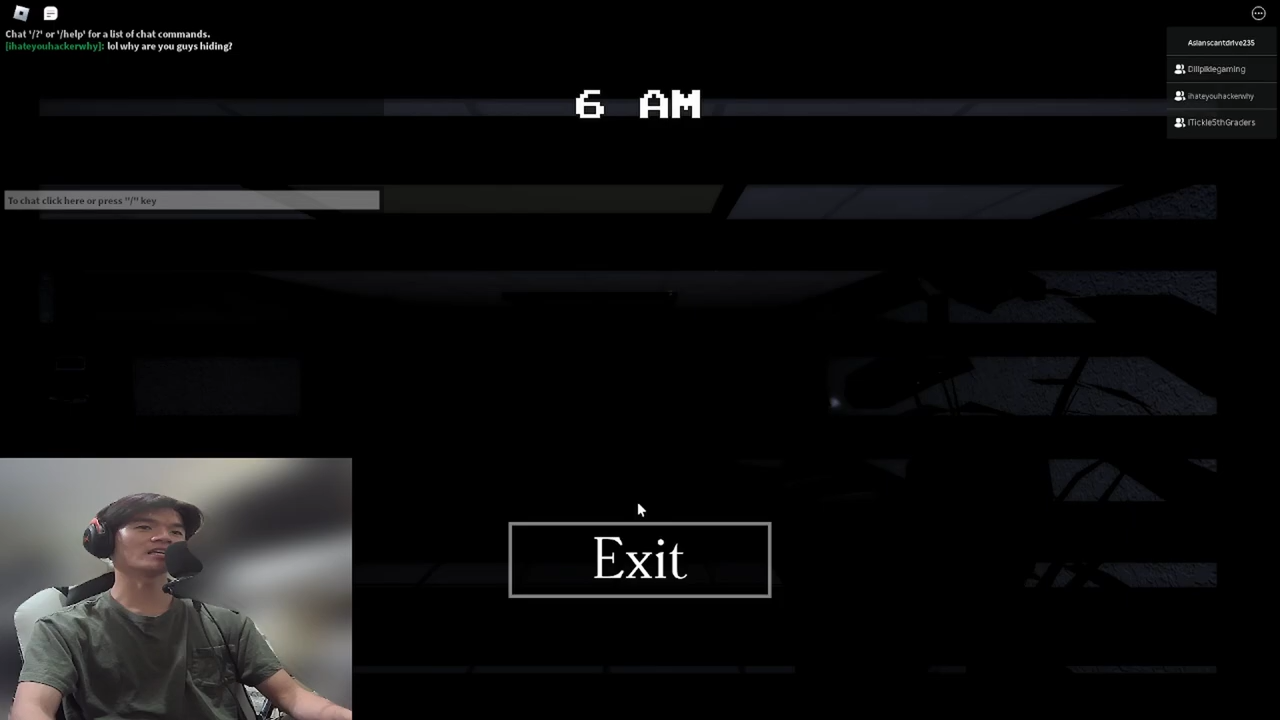 Chat '/?' or '/help' for a list of chat commands.
[ihateyouhackerwhy]: lol why are you guys hiding?
Asianscantdrive235
Dillpiklegaming
ihateyouhackerwhy
ITickle5thGraders
6 AM
To chat click here or press "/" key
Exit